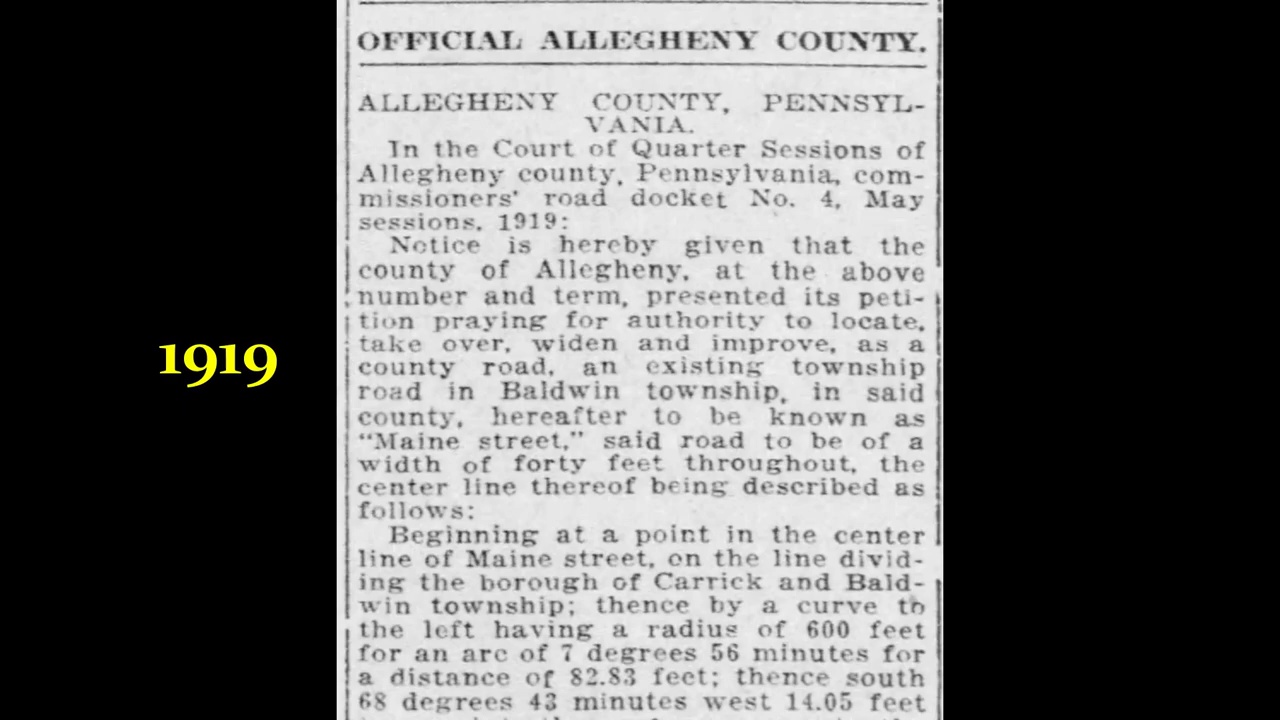 1919
OFFICIAL ALLEGHENY COUNTY.
ALLEGHENY COUNTY, PENNSYL-
VANIA.
In the Court of Quarter Sessions of
Allegheny county, Pennsylvania, com-
missioners' road docket No. 4, May
sessions, 1919:
Notice is hereby given that the
county of Allegheny, at the above
number and term, presented its peti-
tion praying for authority to locate,
take over, widen and improve, as a
county road, an existing township
road in Baldwin township, in said
county, hereafter to be known as
"Maine street," said road to be of a
width of forty feet throughout, the
center line thereof being described as
follows:
Beginning at a point in the center
line of Maine street, on the line divid-
ing the borough of Carrick and Bald-
win township; thence by a curve to
the left having a radius of 600 feet
for an arc of 7 degrees 56 minutes for
a distance of 82.83 feet; thence south
68 degrees 43 minutes west 14.05 feet